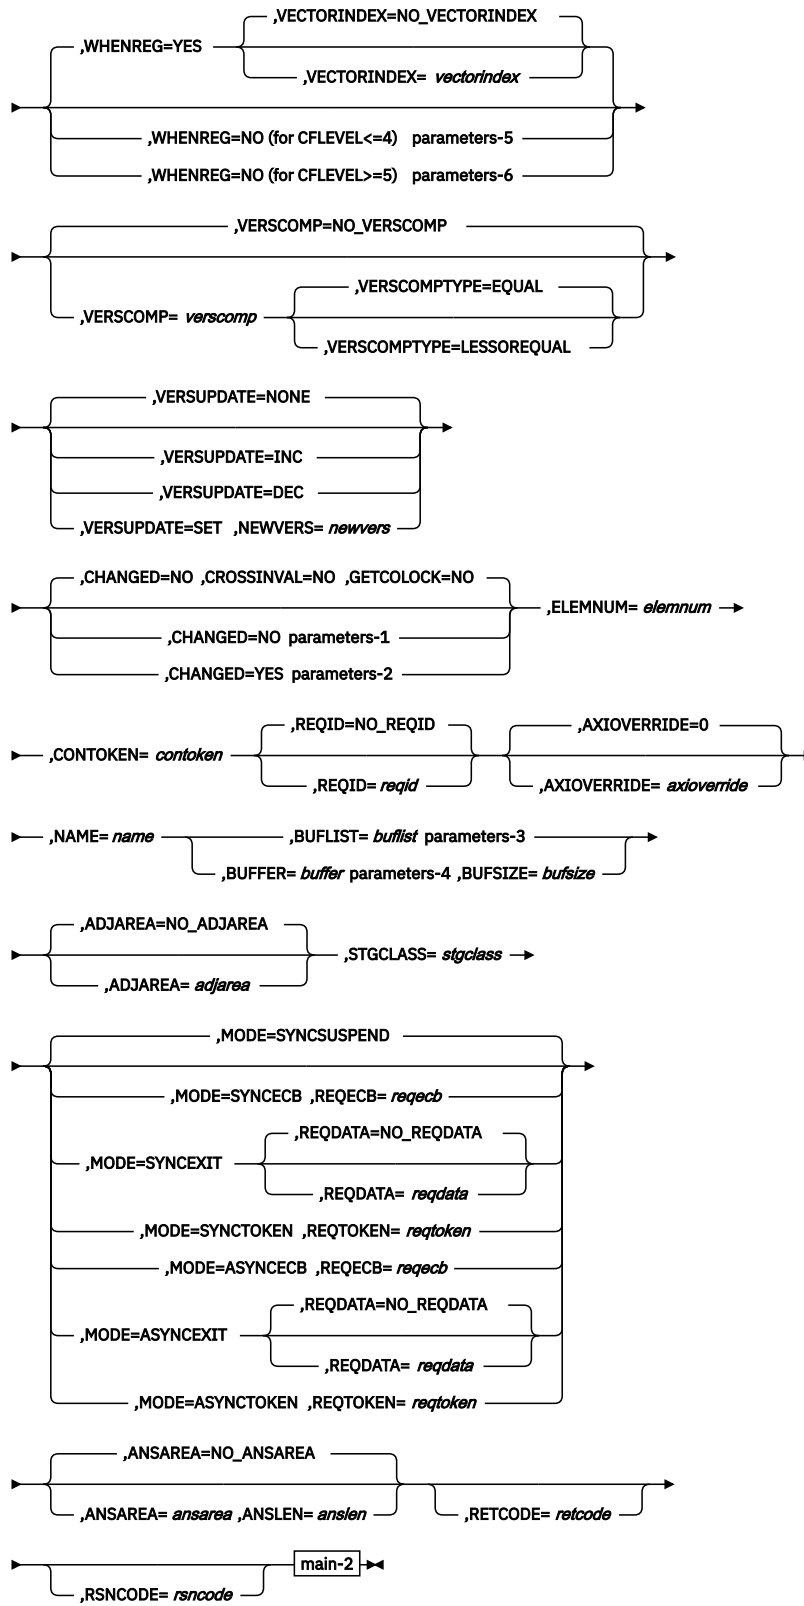 ,VECTORINDEX=NO_VECTORINDEX
,WHENREG=YES
,VECTORINDEX= vectorindex
,WHENREG=NO (for CFLEVEL<=4) parameters-5
,WHENREG=NO (for CFLEVEL>=5) parameters-6
,VERSCOMP=NO_VERSCOMP
,VERSCOMPTYPE=EQUAL
,VERSCOMP= verscomp
,VERSCOMPTYPE=LESSOREQUAL
,VERSUPDATE=NONE
,VERSUPDATE=INC
,VERSUPDATE=DEC
,VERSUPDATE=SET ,NEWVERS= newvers
,CHANGED=NO ,CROSSINVAL=NO ,GETCOLOCK=NO
,ELEMNUM= elemnum
,CHANGED=NO parameters-1
,CHANGED=YES parameters-2
,REQID=NO_REQID ,AXIOVERRIDE=0
,CONTOKEN= contoken
,REQID= reqid ,AXIOVERRIDE= axioverride
,NAME= name ,BUFLIST= buflist parameters-3
,BUFFER= buffer parameters-4 ,BUFSIZE= bufsize
,ADJAREA=NO_ADJAREA
,STGCLASS= stgclass
,ADJAREA= adjarea
,MODE=SYNCSUSPEND
,MODE=SYNCECB ,REQECB= reqecb
,REQDATA=NO_REQDATA
,MODE=SYNCEXIT
,REQDATA= reqdata
,MODE=SYNCTOKEN ,REQTOKEN= reqtoken
,MODE=ASYNCECB ,REQECB= reqecb
,REQDATA=NO_REQDATA
,MODE=ASYNCEXIT
,REQDATA= reqdata
,MODE=ASYNCTOKEN ,REQTOKEN= reqtoken
,ANSAREA=NO_ANSAREA
,ANSAREA= ansarea ,ANSLEN= anslen ,RETCODE= retcode
main-2
,RSNCODE= rsncode